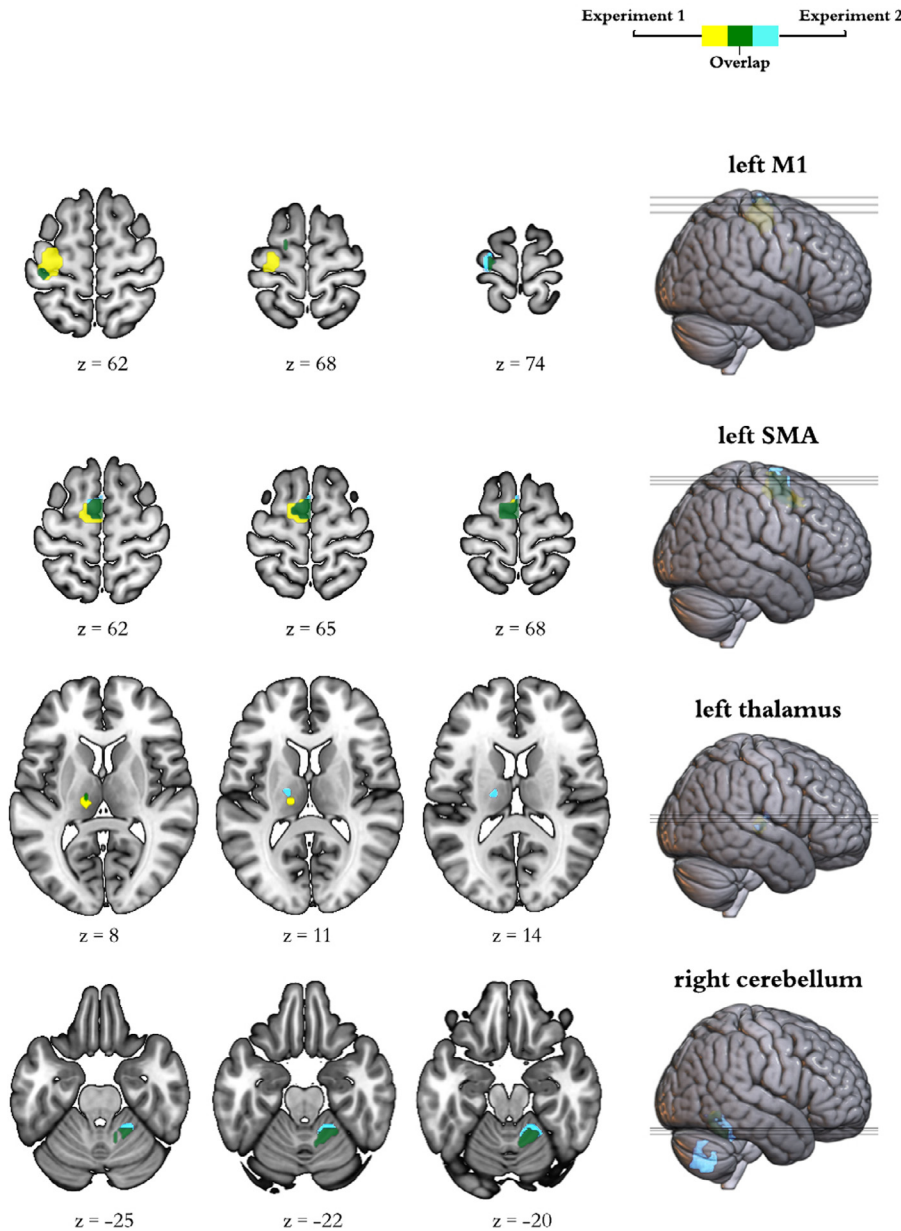 Experiment 1
Experiment 2
Overlap
left M1
z = 62
z = 68
z = 74
left SMA
z = 62
z = 65
z = 68
left thalamus
z = 8
z = 11
z = 14
right cerebellum
z = -25
z = -22
z = -20